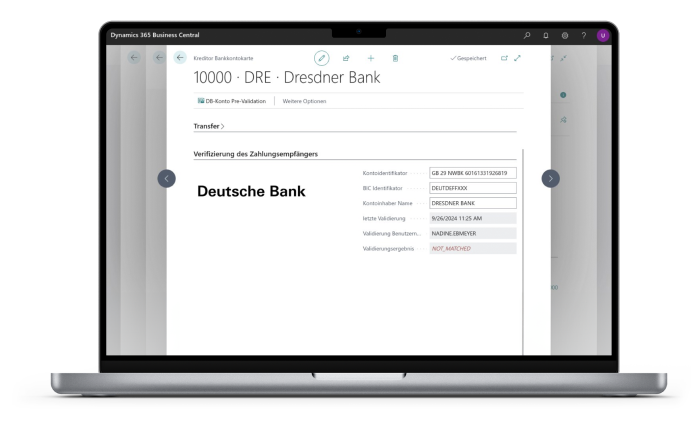 Dynamics 365 Business Central
U
Kreditor Bankkontokarte
✓ Gespeichert
10000 · DRE · Dresdner Bank
DB-Konto Pre-Validation
Weitere Optionen
Transfer >
Verifizierung des Zahlungsempfängers
Deutsche Bank
Kontoidentifikator
GB 29 NWBK 60161331926819
BIC Identifikator
DEUTDEFFXXX
Kontoinhaber Name
DRESDNER BANK
letzte Validierung
9/26/2024 11:25 AM
Validierung Benutzern...
NADINE.EBMEYER
Validierungsergebnis
NOT_MATCHED